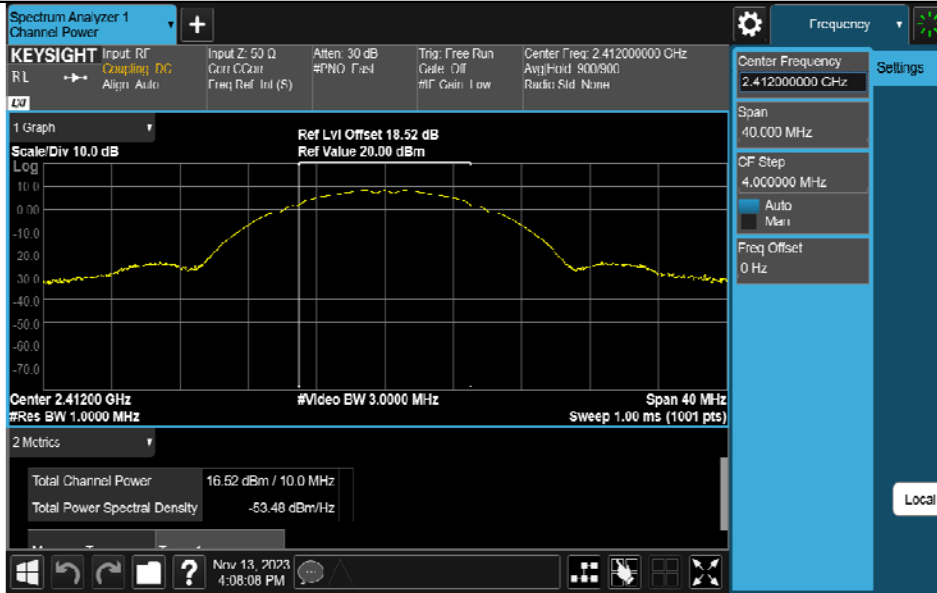 Spectrum Analyzer 1
Channel Power
Frequency
KEYSIGHT
Input: RF
Coupling: DC
Align: Auto
RL
LXI
Input Z: 50 Ω
Corr CCorr
Freq Ref: Int (S)
Atten: 30 dB
#PNO: Fast
Trig: Free Run
Gate: Off
#IF Gain: Low
Center Freq: 2.412000000 GHz
Avg|Hold: 900/900
Radio Std: None
Center Frequency
2.412000000 GHz
Settings
Span
40.000 MHz
CF Step
4.000000 MHz
Auto
Man
Freq Offset
0 Hz
1 Graph
Scale/Div 10.0 dB
Ref Lvl Offset 18.52 dB
Ref Value 20.00 dBm
Log
10.0
0.00
-10.0
-20.0
-30.0
-40.0
-50.0
-60.0
-70.0
Center 2.41200 GHz
#Video BW 3.0000 MHz
Span 40 MHz
#Res BW 1.0000 MHz
Sweep 1.00 ms (1001 pts)
2 Metrics
Total Channel Power 16.52 dBm / 10.0 MHz
Total Power Spectral Density -53.48 dBm/Hz
Local
?
Nov 13, 2023
4:08:08 PM